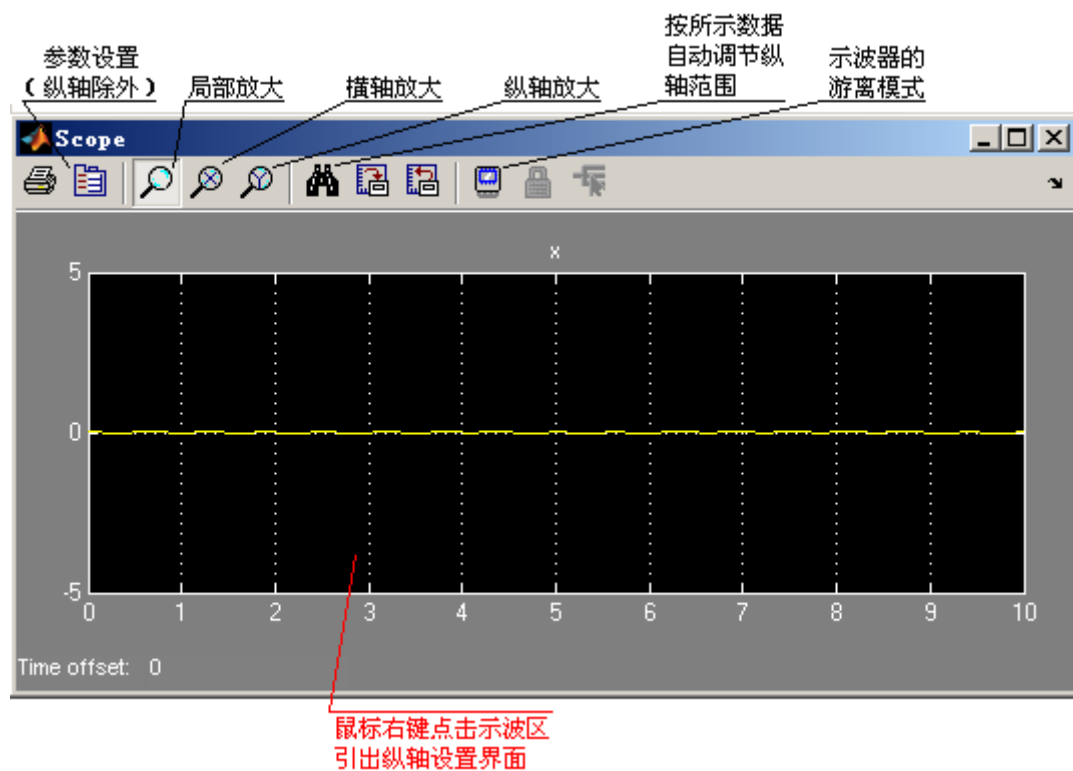 参数设置
（纵轴除外）
局部放大
横轴放大
纵轴放大
按所示数据
自动调节纵
轴范围
示波器的
游离模式
Scope
x
5
0
-5
0 1 2 3 4 5 6 7 8 9 10
Time offset: 0
鼠标右键点击示波区
引出纵轴设置界面